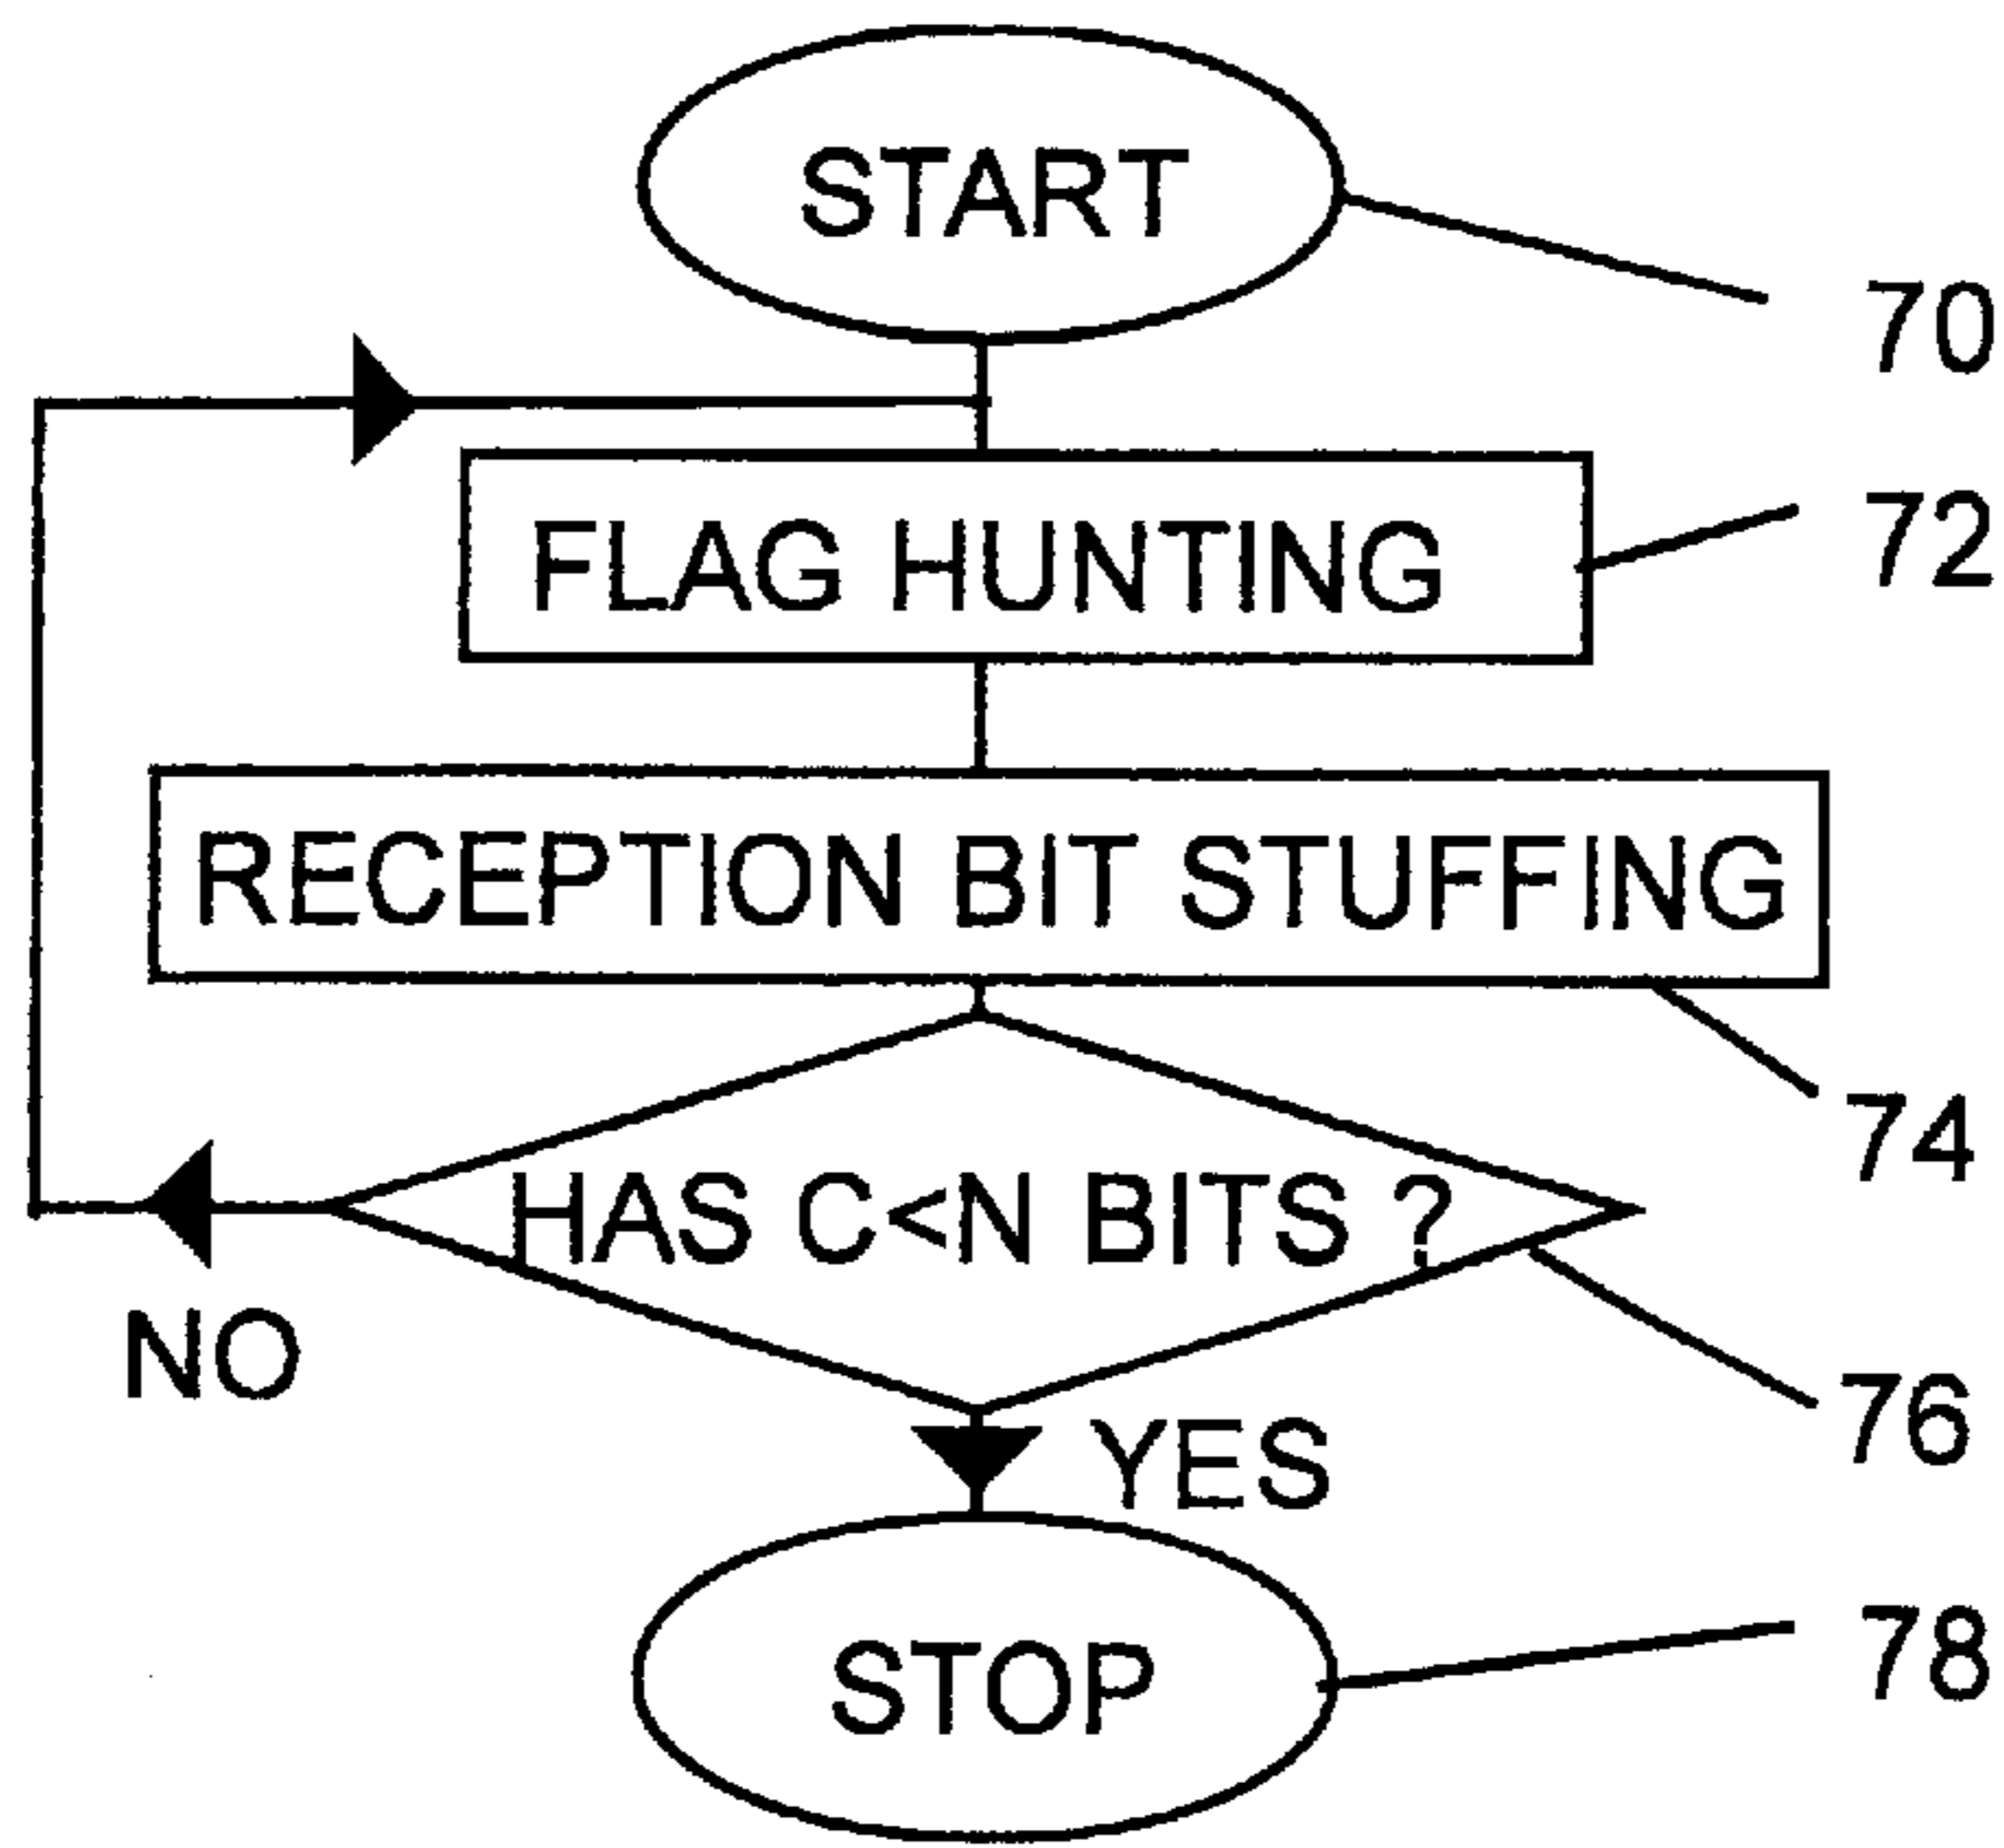 START
70
FLAG HUNTING
72
RECEPTION BIT STUFFING
74
HAS C<N BITS ?
76
NO
YES
STOP
78